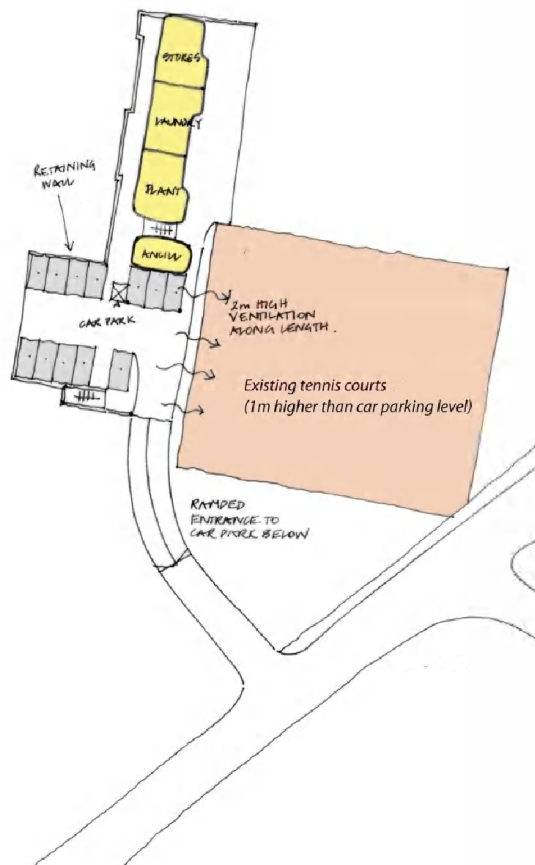 STORES
LAUNDRY
PLANT
RETAINING
WALL
CAR PARK
2m HIGH
VENTILATION
ALONG LENGTH.
Existing tennis courts
(1m higher than car parking level)
RAMPED
ENTRANCE TO
CAR PARK BELOW